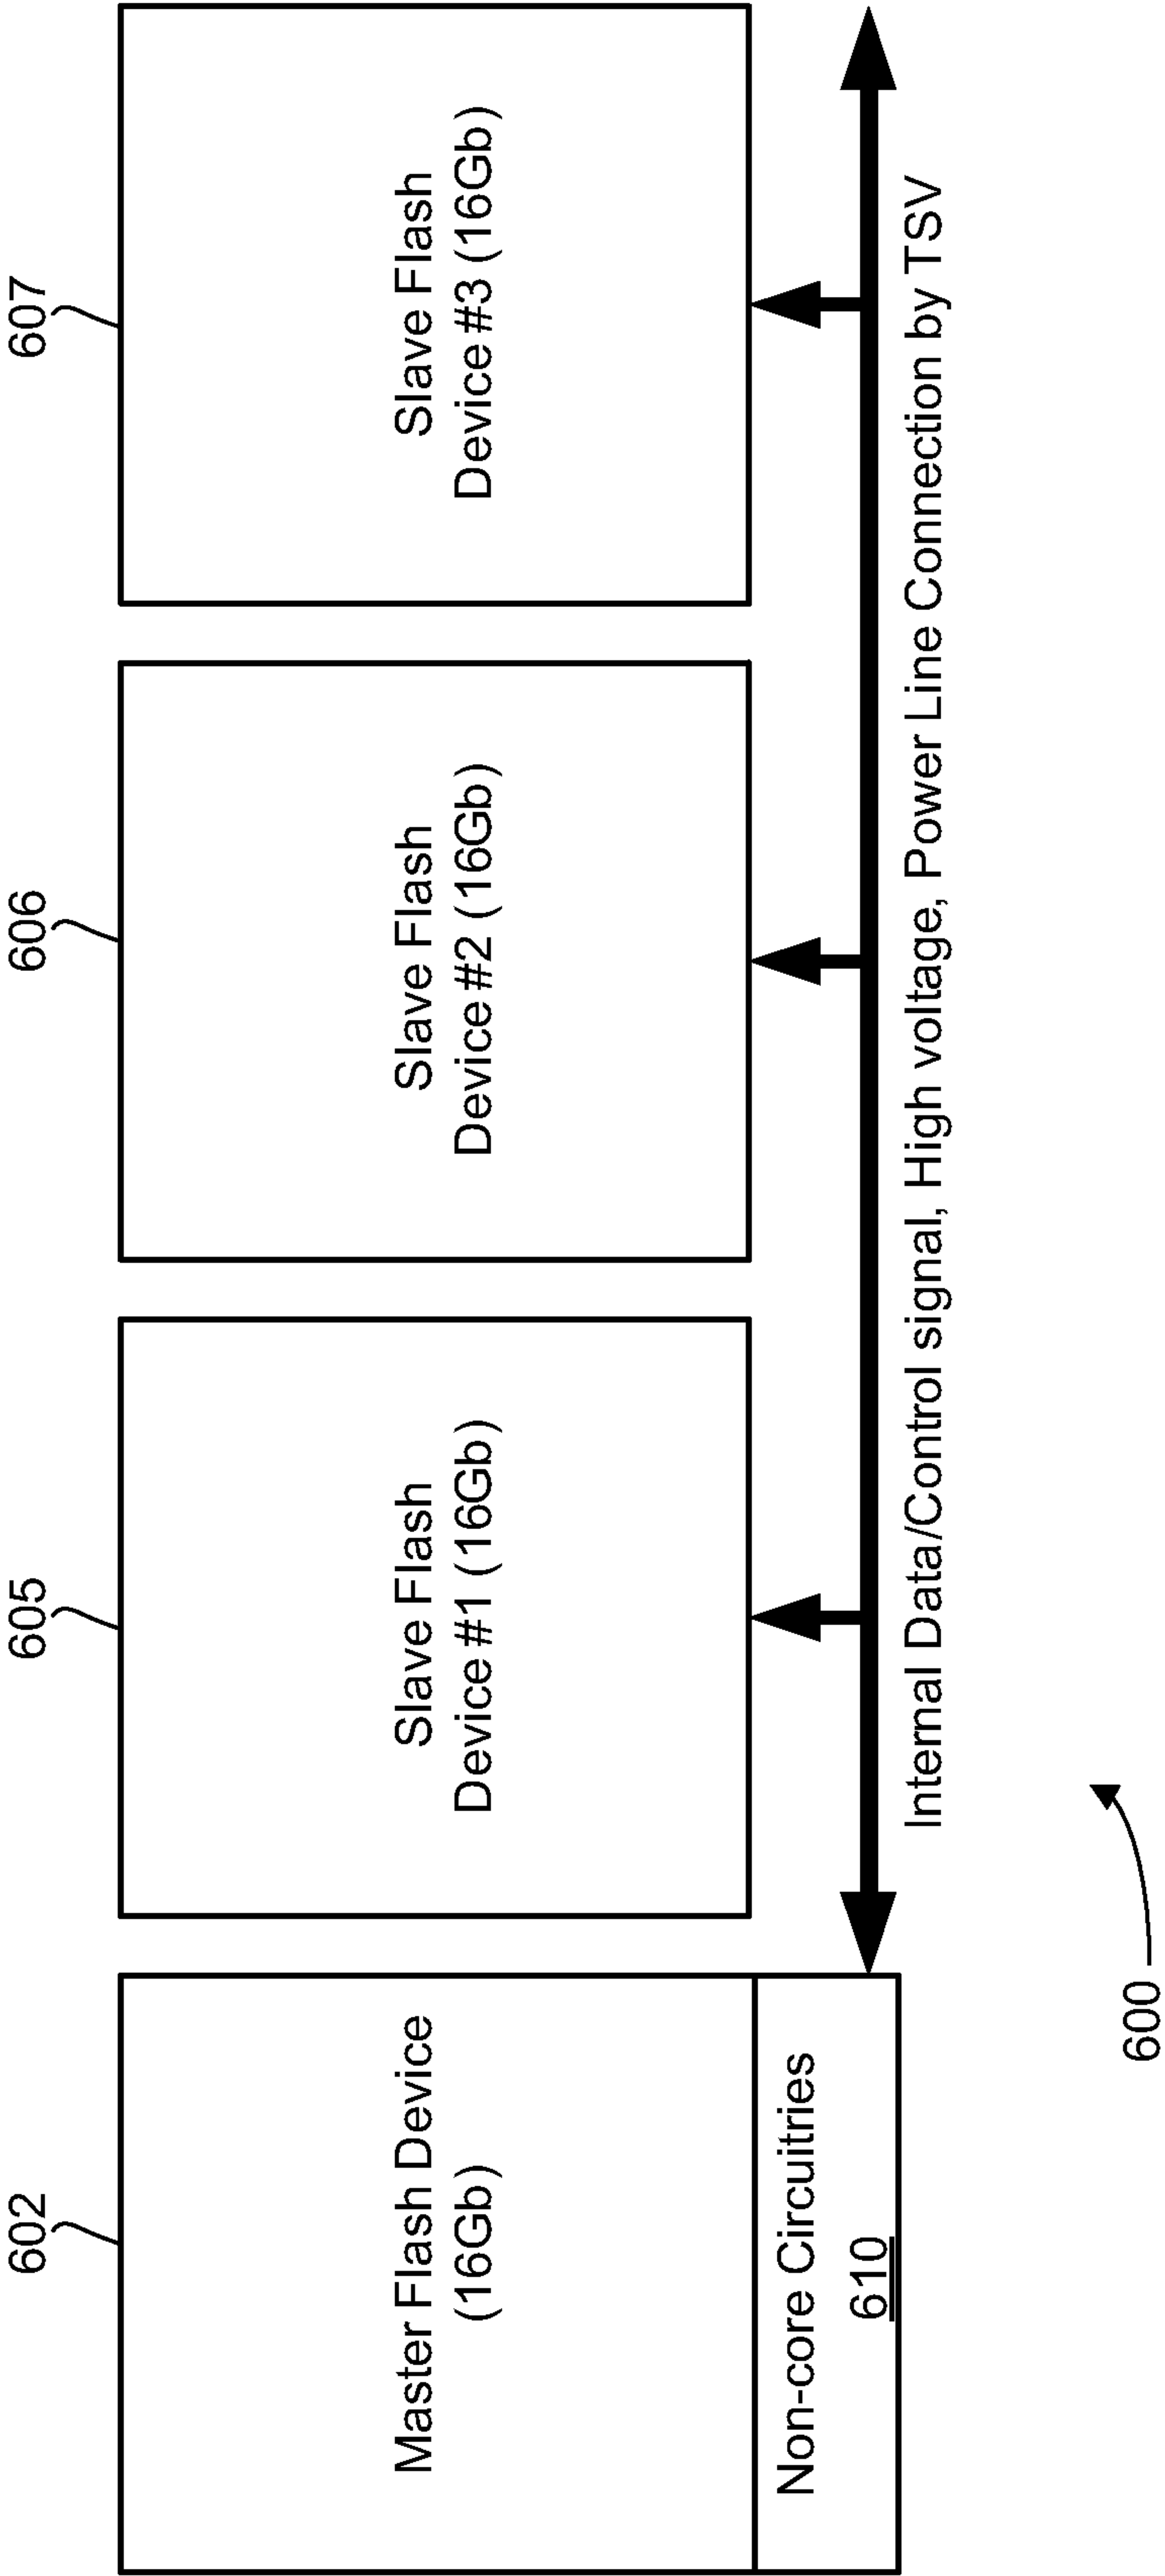 602
605
606
607
Master Flash Device
(16Gb)
Slave Flash
Device #1 (16Gb)
Slave Flash
Device #2 (16Gb)
Slave Flash
Device #3 (16Gb)
Non-core Circuitries
610
Internal Data/Control signal, High voltage, Power Line Connection by TSV
600